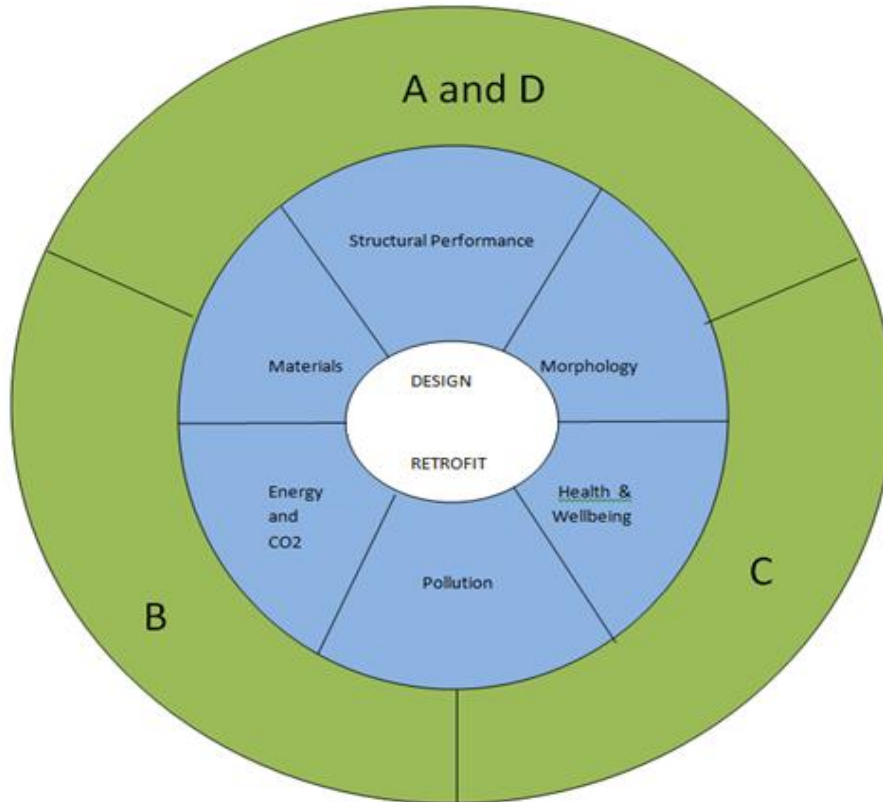 A and D
Structural Performance
Materials
DESIGN
Morphology
RETROFIT
Energy
and
CO2
Health &
Wellbeing
Pollution
B
C